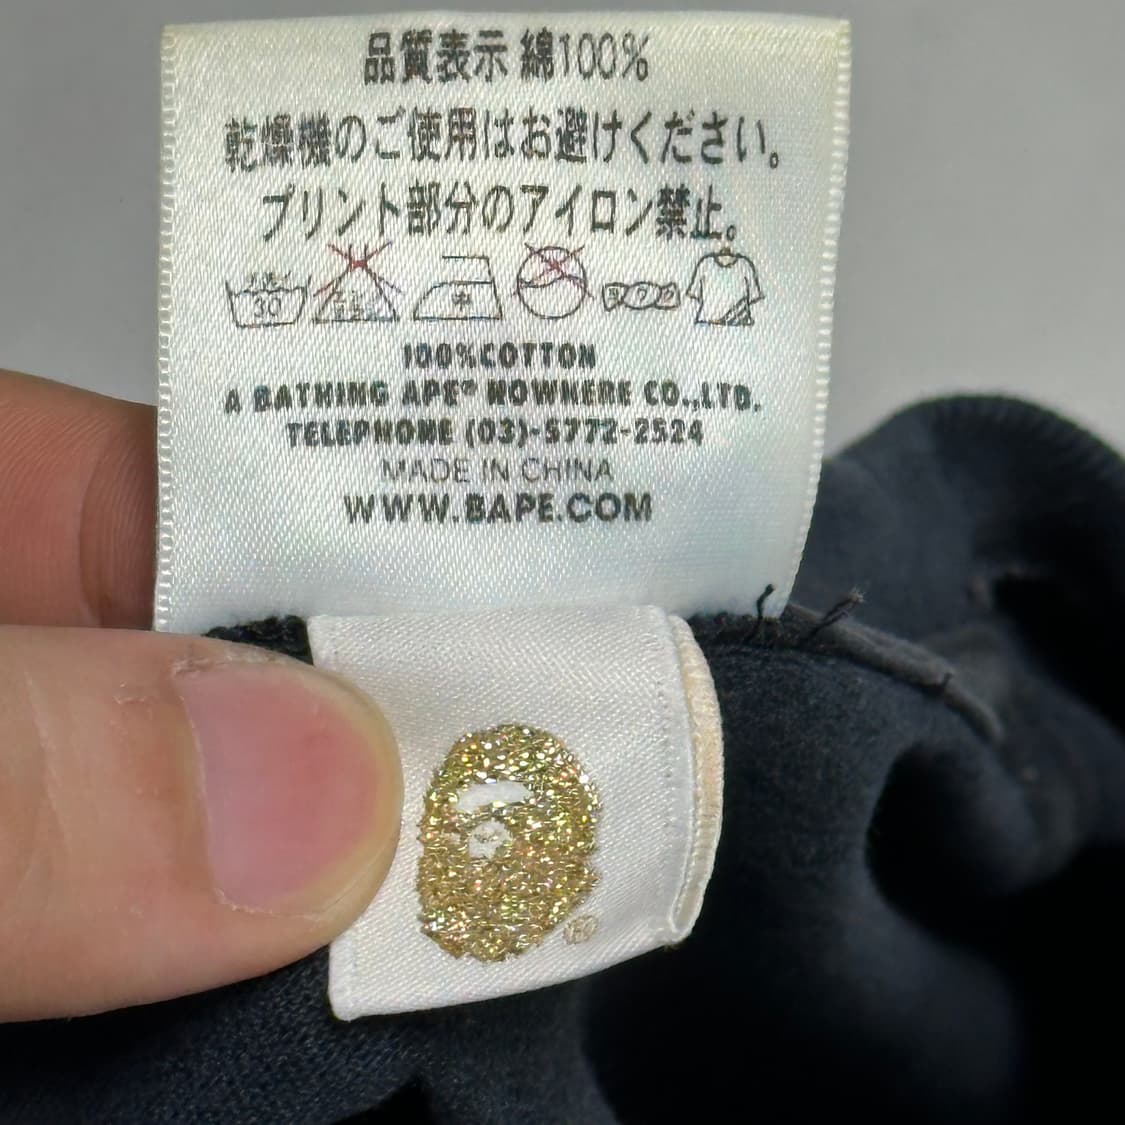 品質表示 綿100%
乾燥機のご使用はお避けください。
プリント部分のアイロン禁止。
30 中
100%COTTON
A BATHING APE® NOWHERE CO.,LTD.
TELEPHONE (03)-5772-2524
MADE IN CHINA
WWW.BAPE.COM
®